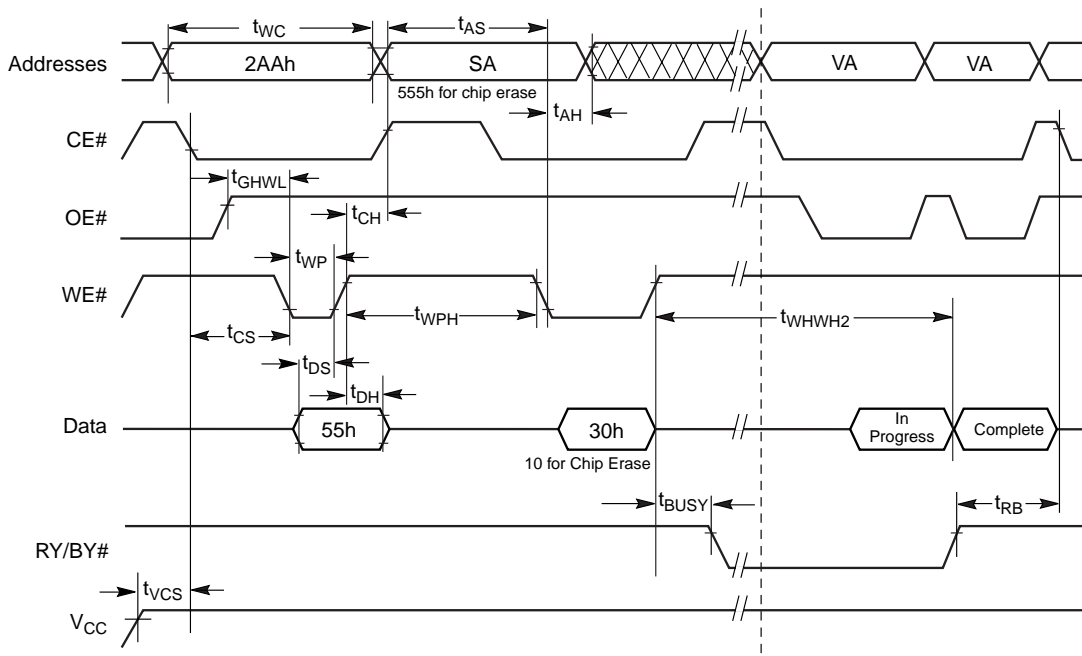 tWC
tAS
Addresses
2AAh
SA
VA
VA
555h for chip erase
tAH
CE#
tGHWL
OE#
tCH
tWP
WE#
tWPH
tWHWH2
tCS
tDS
tDH
Data
55h
30h
In
Progress
Complete
10 for Chip Erase
tBUSY
tRB
RY/BY#
tVCS
VCC